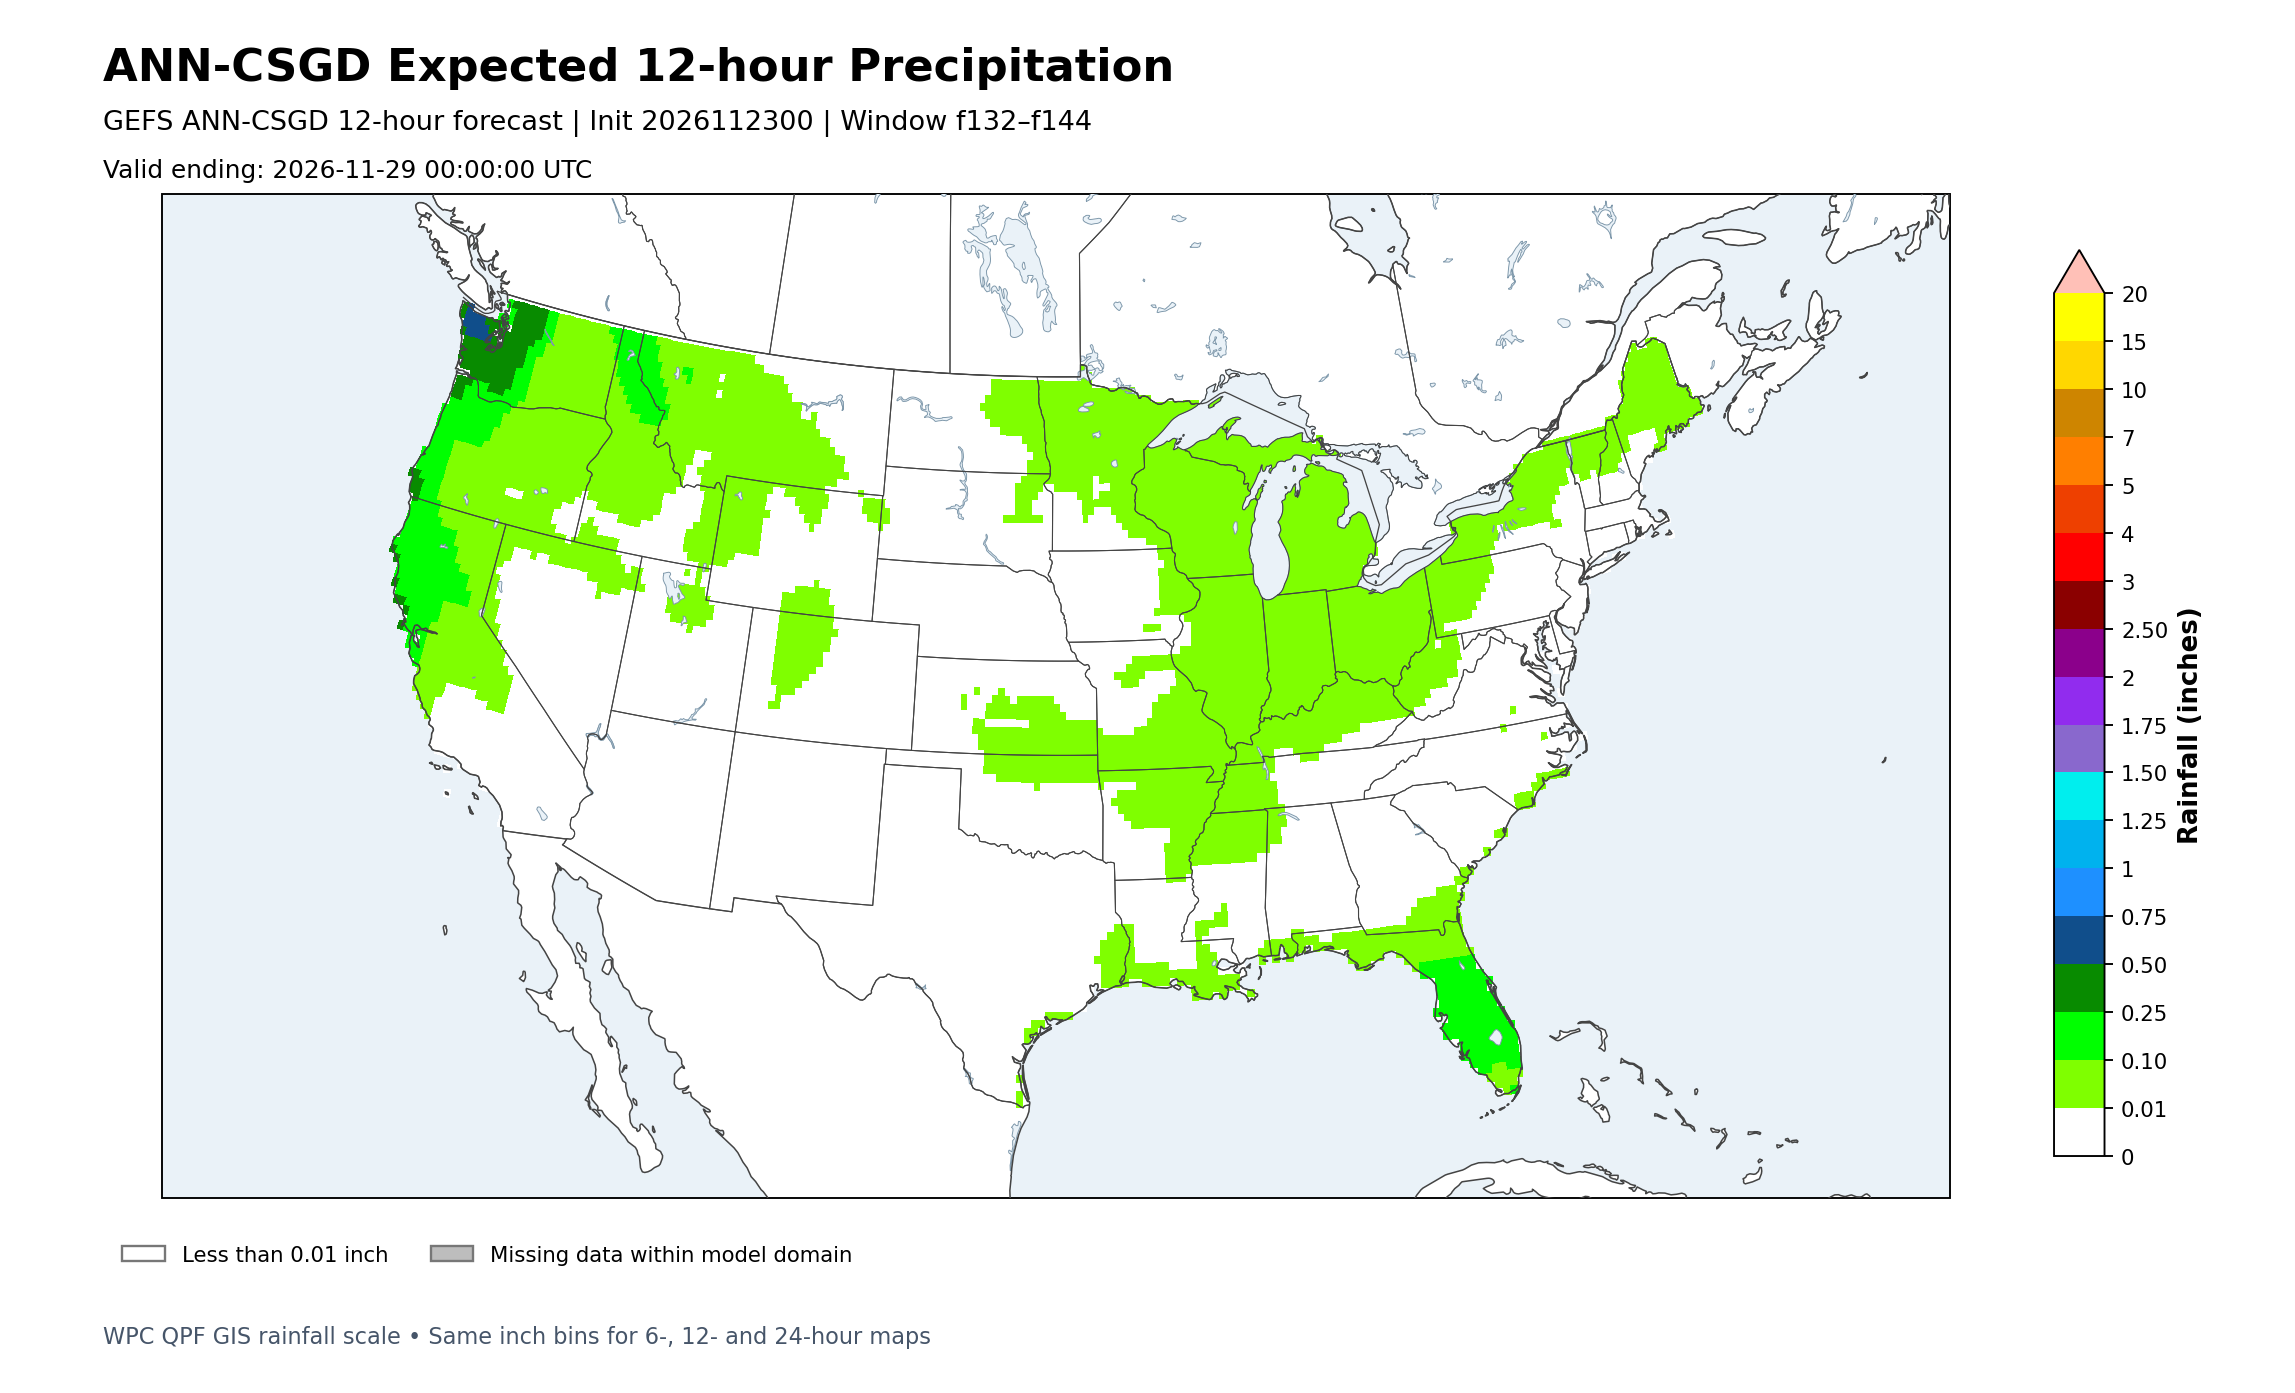 ANN-CSGD Expected 12-hour Precipitation
GEFS ANN-CSGD 12-hour forecast | Init 2026112300 | Window f132–f144
Valid ending: 2026-11-29 00:00:00 UTC
20
15
10
7
5
4
3
2.50
2
1.75
1.50
1.25
1
0.75
0.50
0.25
0.10
0.01
0
Rainfall (inches)
Less than 0.01 inch
Missing data within model domain
WPC QPF GIS rainfall scale • Same inch bins for 6-, 12- and 24-hour maps